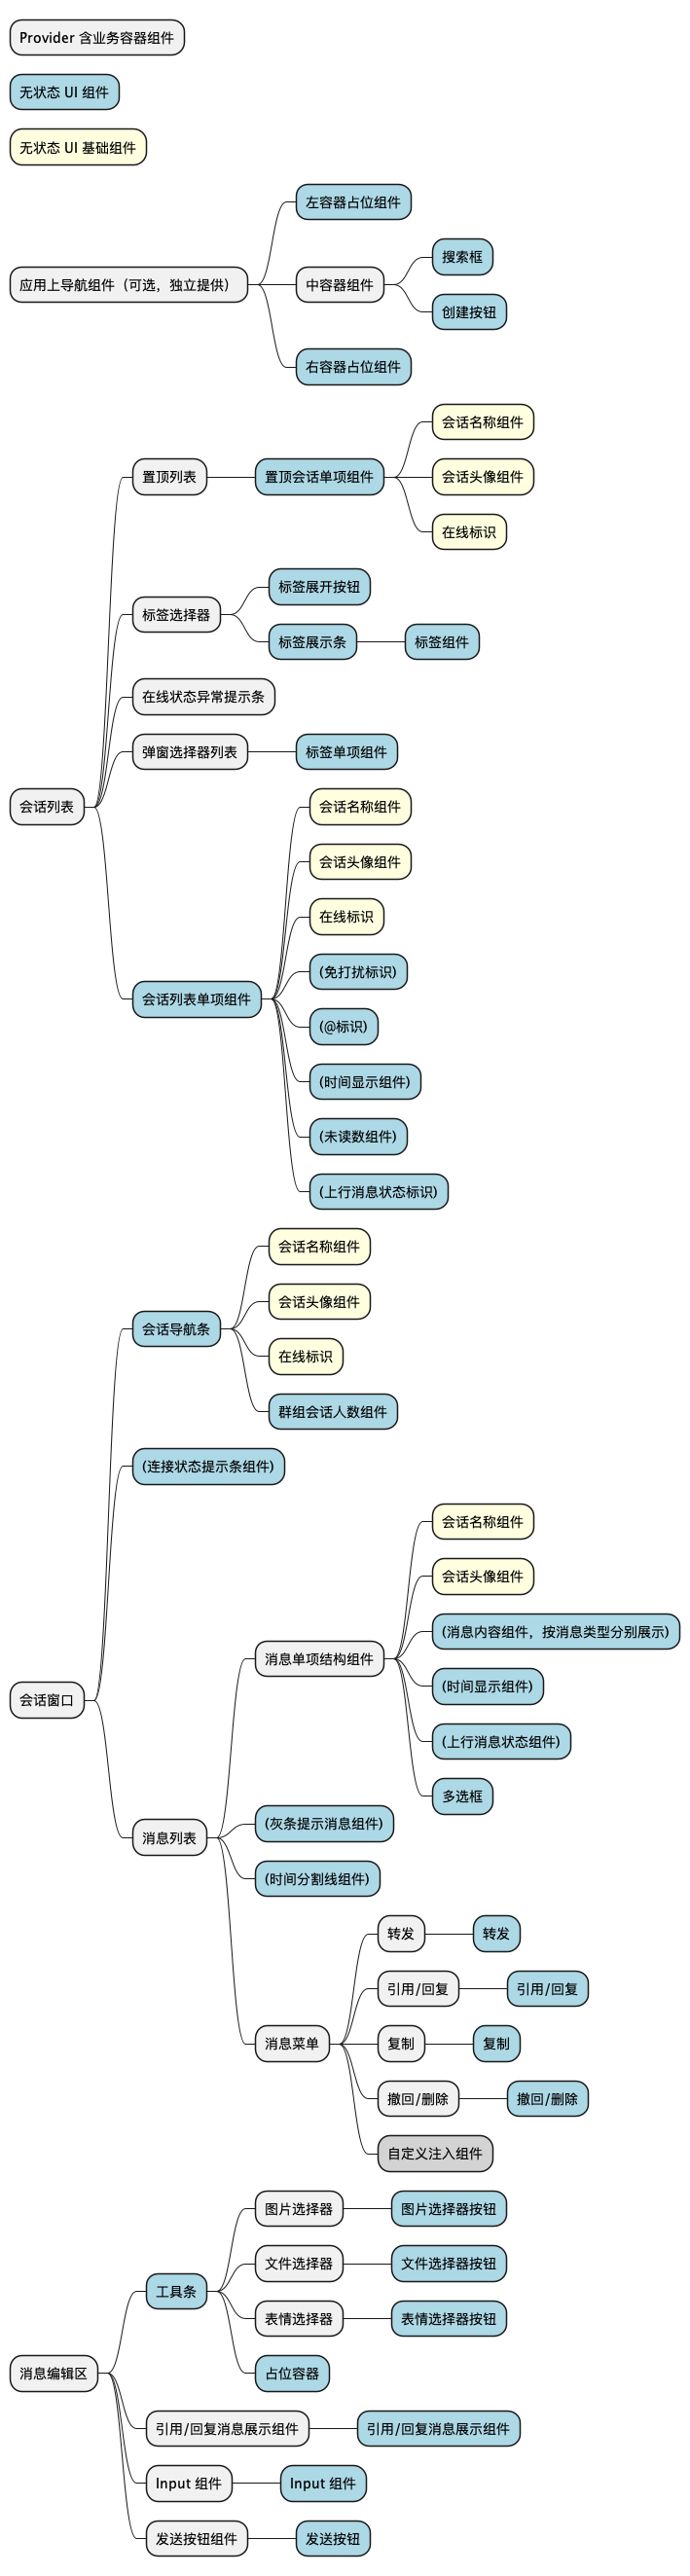 Provider 含业务容器组件
无状态 UI 组件
无状态 UI 基础组件
应用上导航组件（可选，独立提供）
左容器占位组件
中容器组件
搜索框
创建按钮
右容器占位组件
会话列表
置顶列表
置顶会话单项组件
会话名称组件
会话头像组件
在线标识
标签选择器
标签展开按钮
标签展示条
标签组件
在线状态异常提示条
弹窗选择器列表
标签单项组件
会话列表单项组件
会话名称组件
会话头像组件
在线标识
(免打扰标识)
(@标识)
(时间显示组件)
(未读数组件)
(上行消息状态标识)
会话窗口
会话导航条
会话名称组件
会话头像组件
在线标识
群组会话人数组件
(连接状态提示条组件)
消息列表
消息单项结构组件
会话名称组件
会话头像组件
(消息内容组件，按消息类型分别展示)
(时间显示组件)
(上行消息状态组件)
多选框
(灰条提示消息组件)
(时间分割线组件)
消息菜单
转发
转发
引用/回复
引用/回复
复制
复制
撤回/删除
撤回/删除
自定义注入组件
消息编辑区
工具条
图片选择器
图片选择器按钮
文件选择器
文件选择器按钮
表情选择器
表情选择器按钮
占位容器
引用/回复消息展示组件
引用/回复消息展示组件
Input 组件
Input 组件
发送按钮组件
发送按钮